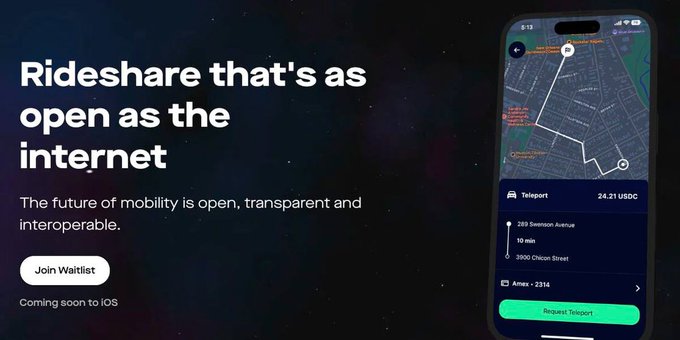 Rideshare that's as
open as the
internet
The future of mobility is open, transparent and
interoperable.
Join Waitlist
Coming soon to iOS
5:13
Teleport
24.21 USDC
289 Swenson Avenue
10 min
3900 Chicon Street
Amex • 2314
Request Teleport